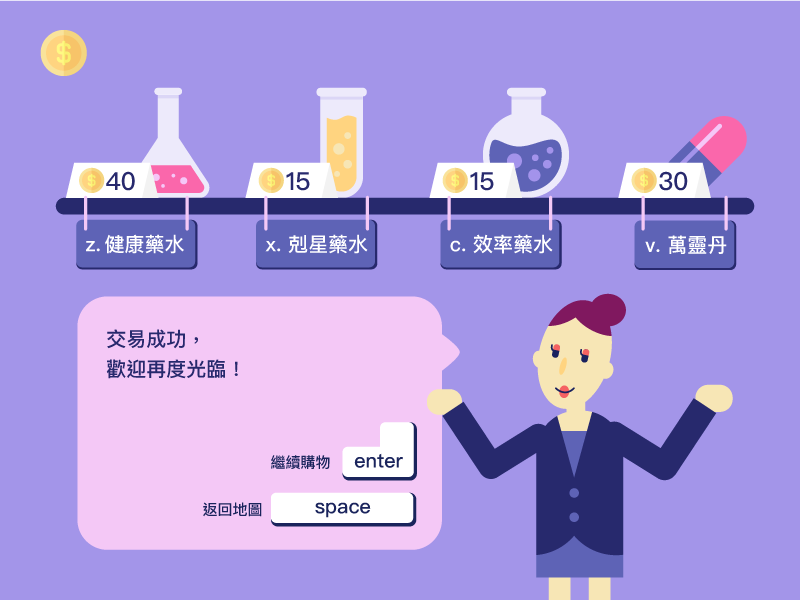 $
$ 40
$ 15
$ 15
$ 30
z. 健康藥水
x. 剋星藥水
c. 效率藥水
v. 萬靈丹
交易成功，
歡迎再度光臨！
繼續購物 enter
返回地圖 space